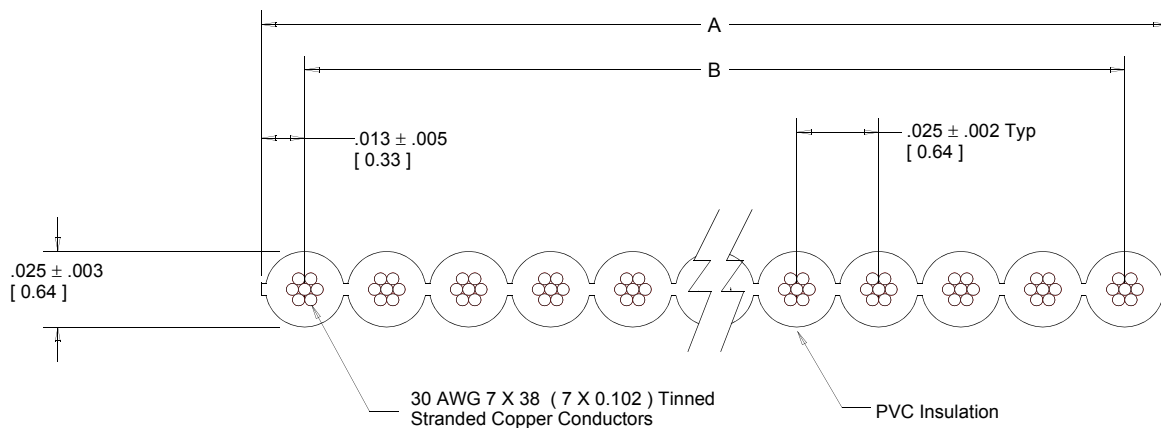 A
B
.013 ± .005
[ 0.33 ]
.025 ± .002 Typ
[ 0.64 ]
.025 ± .003
[ 0.64 ]
30 AWG 7 X 38 ( 7 X 0.102 ) Tinned
Stranded Copper Conductors
PVC Insulation